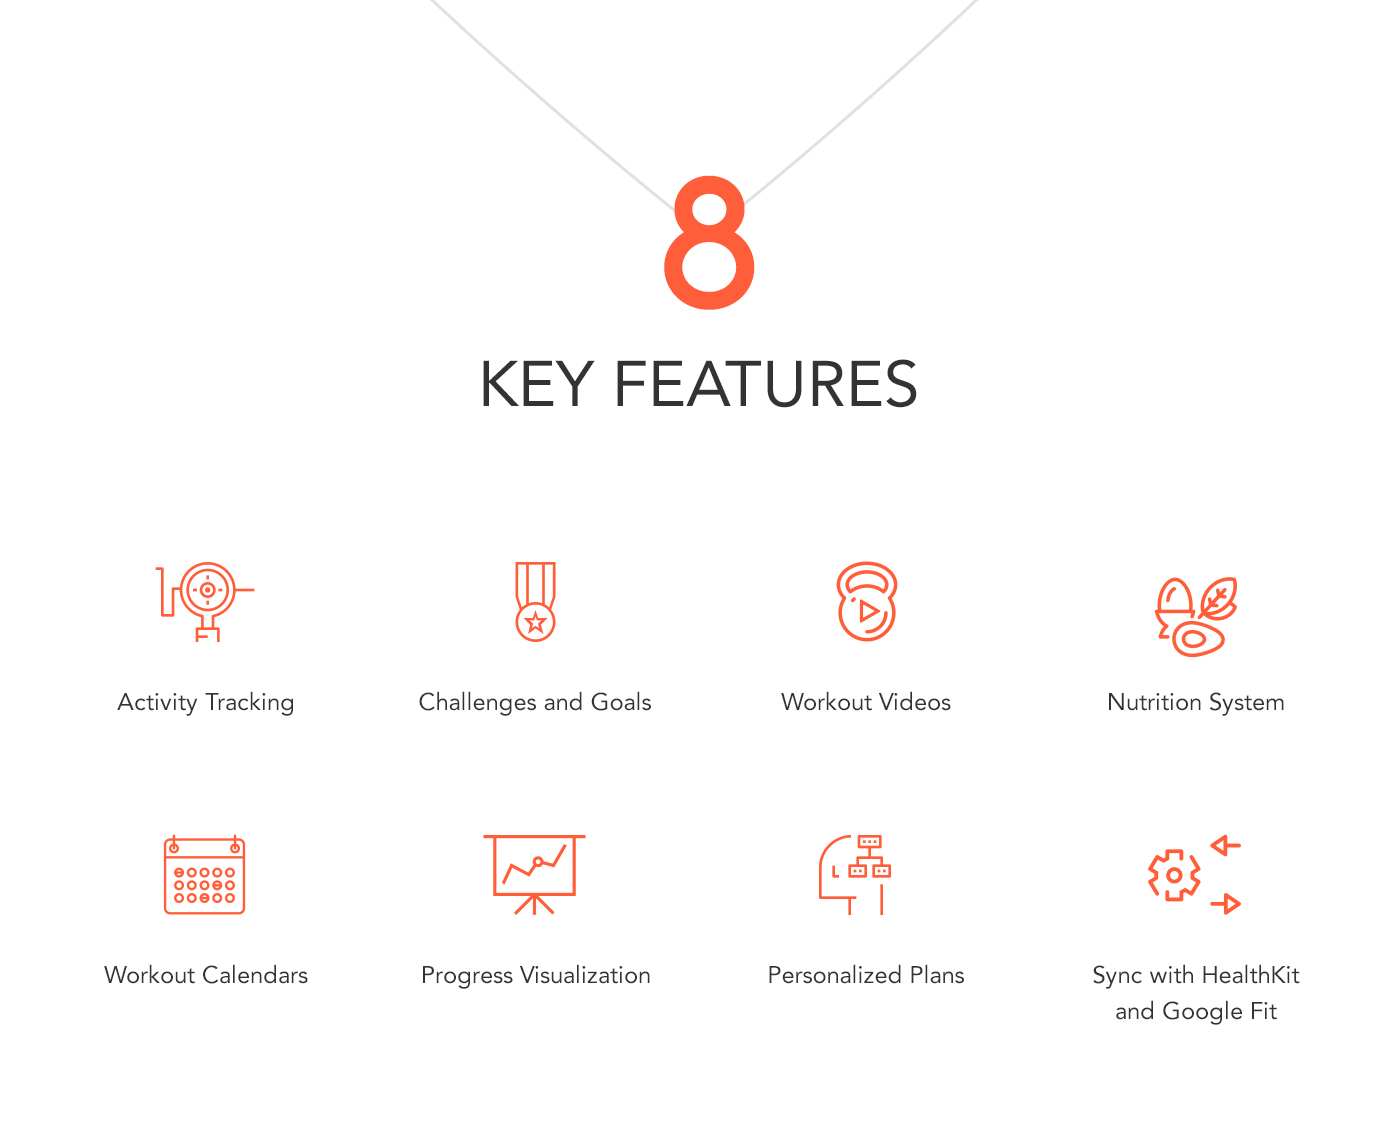 8
KEY FEATURES
Activity Tracking
Challenges and Goals
Workout Videos
Nutrition System
Workout Calendars
Progress Visualization
Personalized Plans
Sync with HealthKit
and Google Fit